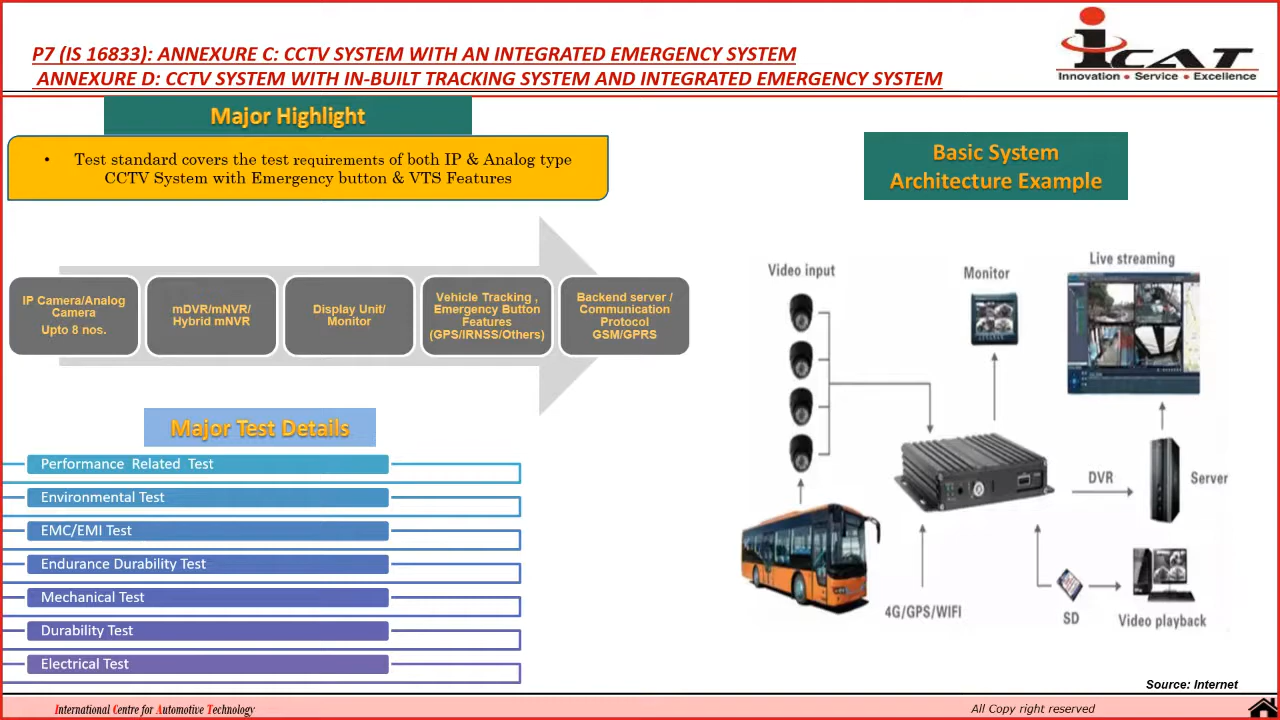 P7 (IS 16833): ANNEXURE C: CCTV SYSTEM WITH AN INTEGRATED EMERGENCY SYSTEM
ANNEXURE D: CCTV SYSTEM WITH IN-BUILT TRACKING SYSTEM AND INTEGRATED EMERGENCY SYSTEM
iCAT
Innovation • Service • Excellence
Major Highlight
• Test standard covers the test requirements of both IP & Analog type
CCTV System with Emergency button & VTS Features
IP Camera/Analog
Camera
Upto 8 nos.
mDVR/mNVR/
Hybrid mNVR
Display Unit/
Monitor
Vehicle Tracking ,
Emergency Button
Features
(GPS/IRNSS/Others)
Backend server /
Communication
Protocol
GSM/GPRS
Major Test Details
Performance Related Test
Environmental Test
EMC/EMI Test
Endurance Durability Test
Mechanical Test
Durability Test
Electrical Test
Basic System
Architecture Example
Video input
Monitor
Live streaming
DVR
Server
4G/GPS/WIFI
SD
Video playback
Source: Internet
International Centre for Automotive Technology
All Copy right reserved